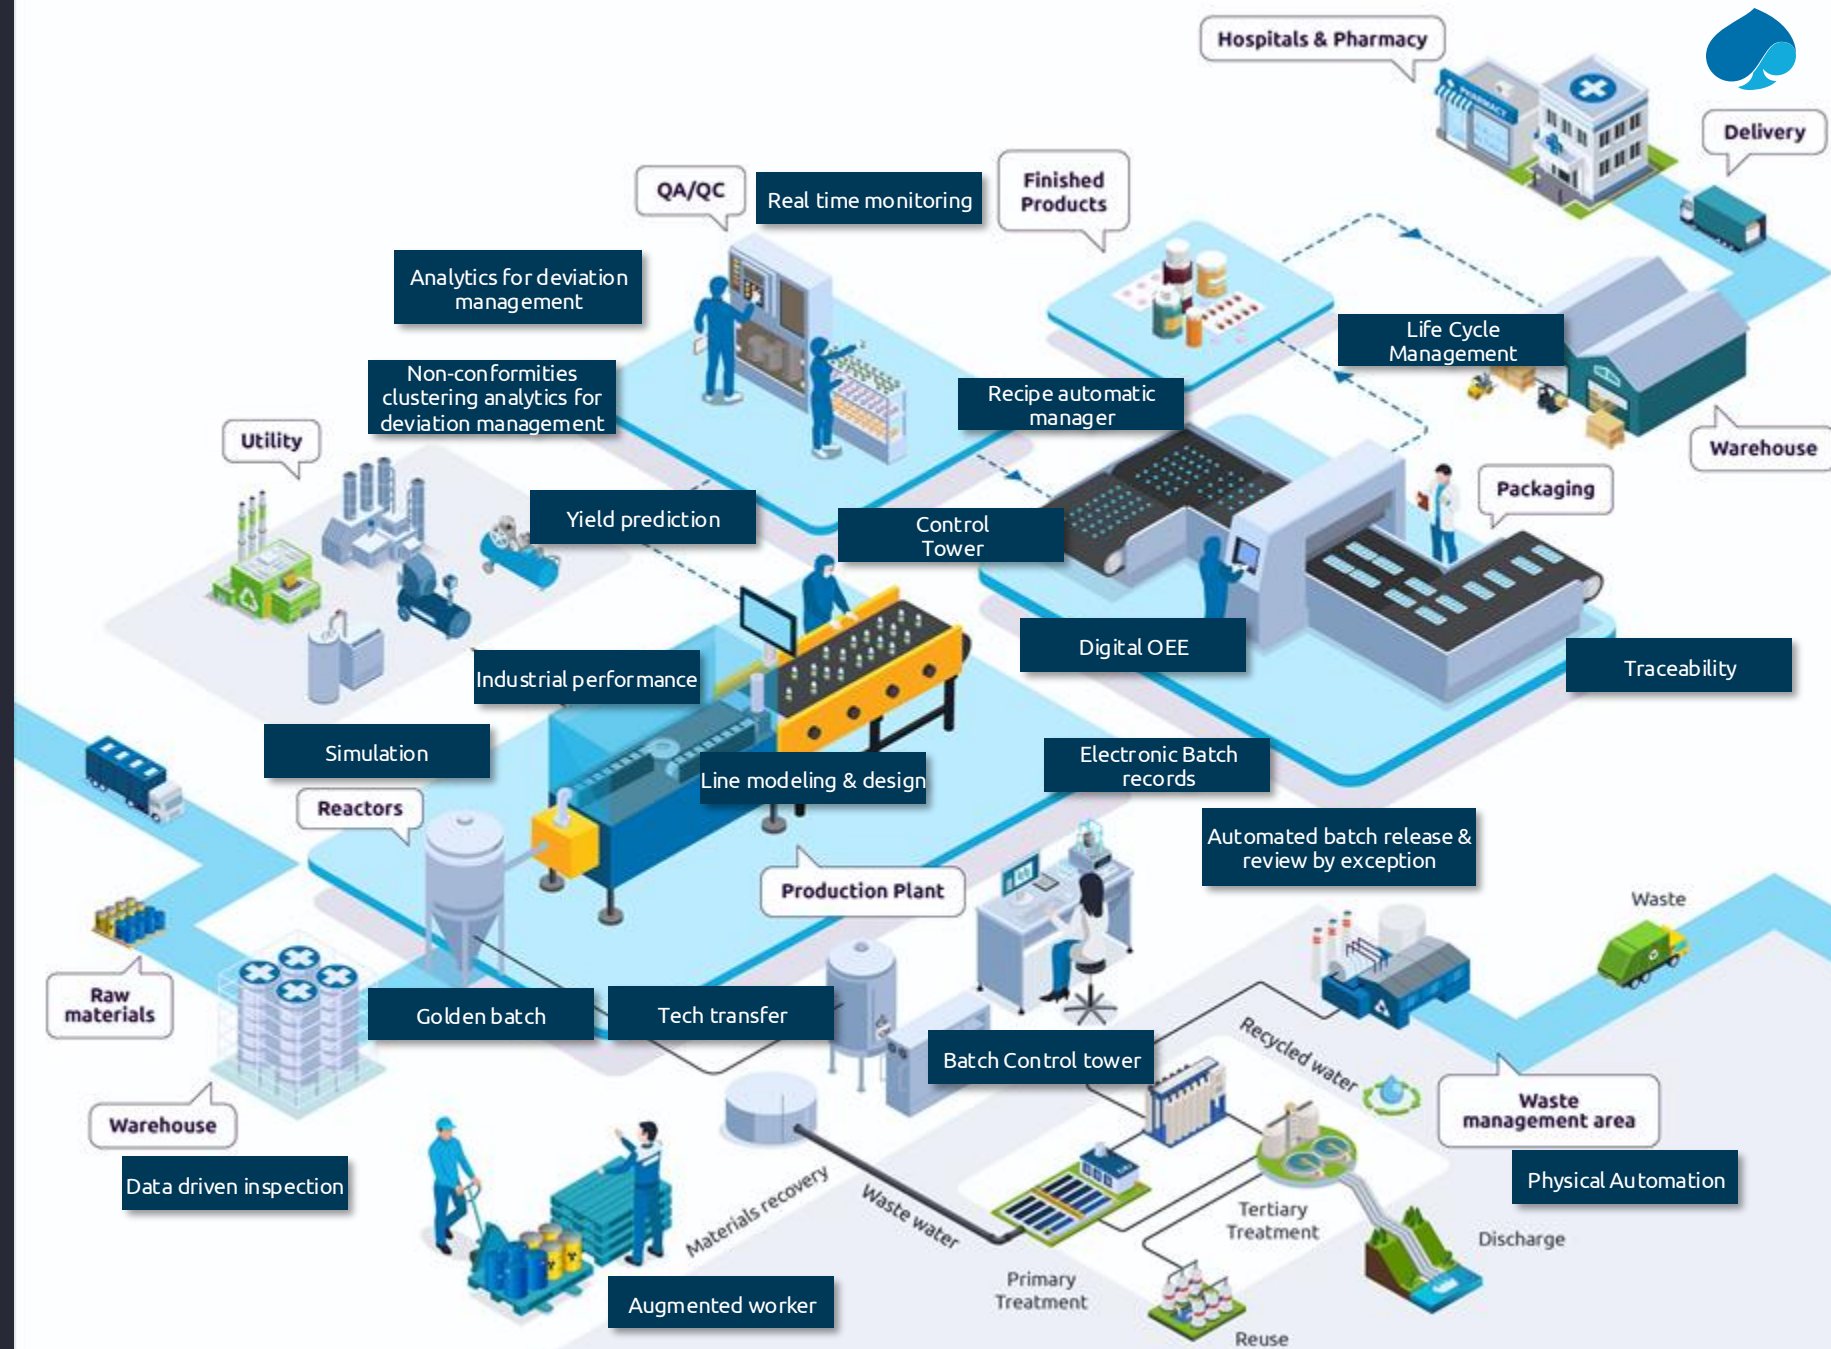 Hospitals & Pharmacy
PHARMACY
Delivery
QA/QC
Real time monitoring
Finished
Products
Analytics for deviation
management
Life Cycle
Management
Non-conformities
clustering analytics for
deviation management
Recipe automatic
manager
Utility
Warehouse
Packaging
Yield prediction
Control
Tower
Digital OEE
Traceability
Industrial performance
Simulation
Line modeling & design
Electronic Batch
records
Reactors
Automated batch release &
review by exception
Production Plant
Waste
Raw
materials
Golden batch
Tech transfer
Batch Control tower
Recycled water
Waste
management area
Warehouse
Data driven inspection
Physical Automation
Materials recovery
Waste water
Tertiary
Treatment
Discharge
Primary
Treatment
Augmented worker
Reuse